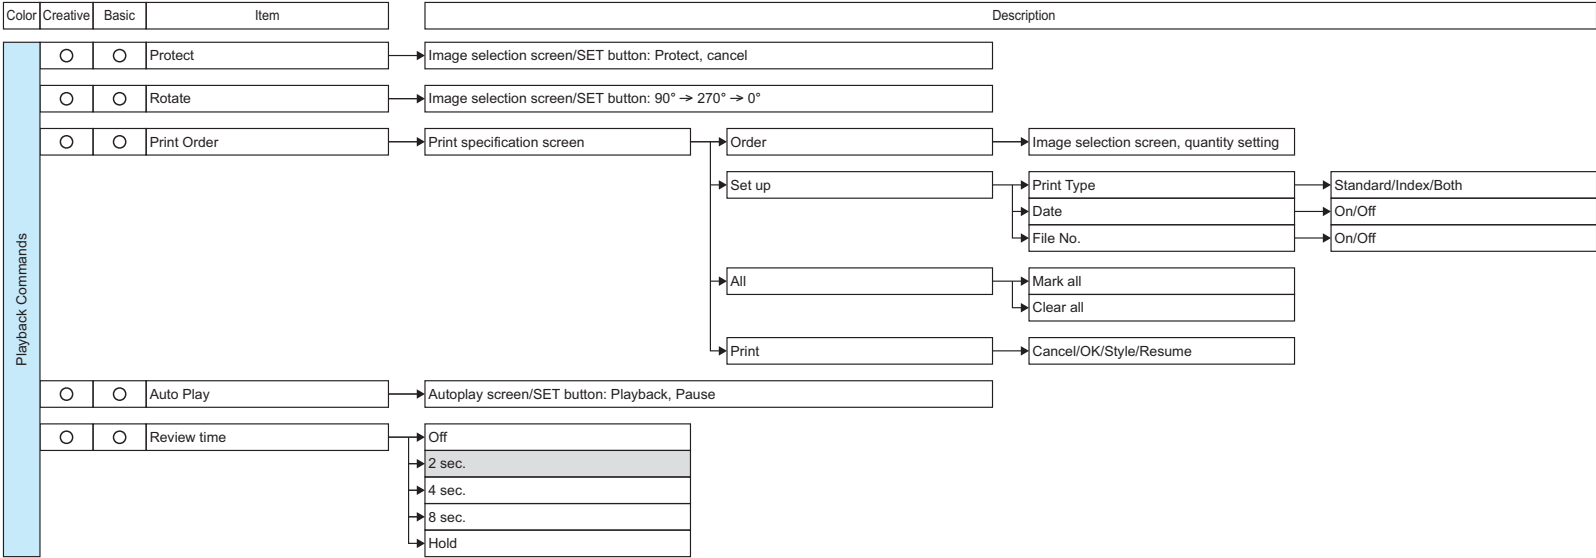 Color Creative Basic Item Description
Playback Commands
Protect Image selection screen/SET button: Protect, cancel
Rotate Image selection screen/SET button: 90° → 270° → 0°
Print Order Print specification screen Order Image selection screen, quantity setting
Set up Print Type Standard/Index/Both
Date On/Off
File No. On/Off
All Mark all
Clear all
Print Cancel/OK/Style/Resume
Auto Play Autoplay screen/SET button: Playback, Pause
Review time Off
2 sec.
4 sec.
8 sec.
Hold